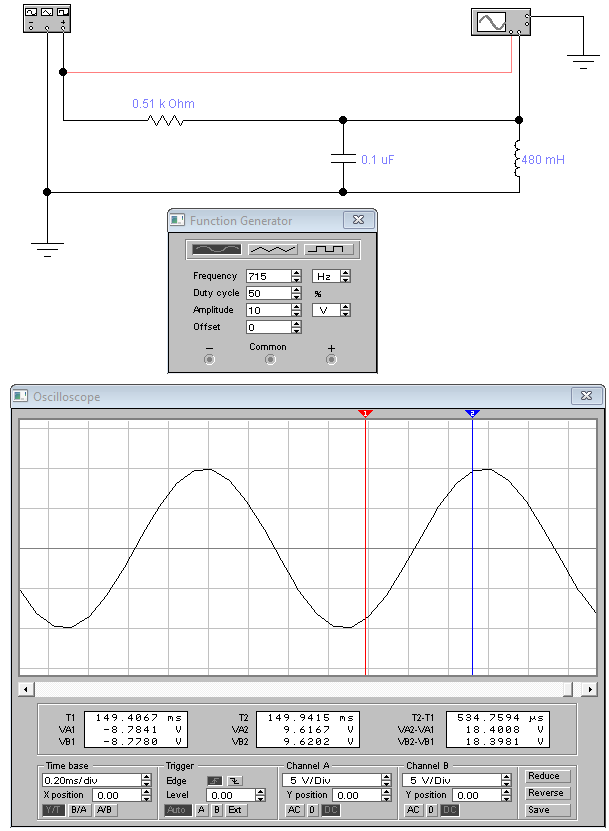 0.51 k Ohm
0.1 uF
480 mH
Function Generator
Frequency 715 Hz
Duty cycle 50 %
Amplitude 10 V
Offset 0
− Common +
Oscilloscope
1 2
T1 149.4067 ms T2 149.9415 ms T2-T1 534.7594 µs
VA1 -8.7841 V VA2 9.6167 V VA2-VA1 18.4008 V
VB1 -8.7780 V VB2 9.6202 V VB2-VB1 18.3981 V
Time base Trigger Channel A Channel B Reduce
0.20ms/div Edge 5 V/Div 5 V/Div
X position 0.00 Level 0.00 Y position 0.00 Y position 0.00 Reverse
Y/T B/A A/B Auto A B Ext AC 0 DC AC 0 DC Save